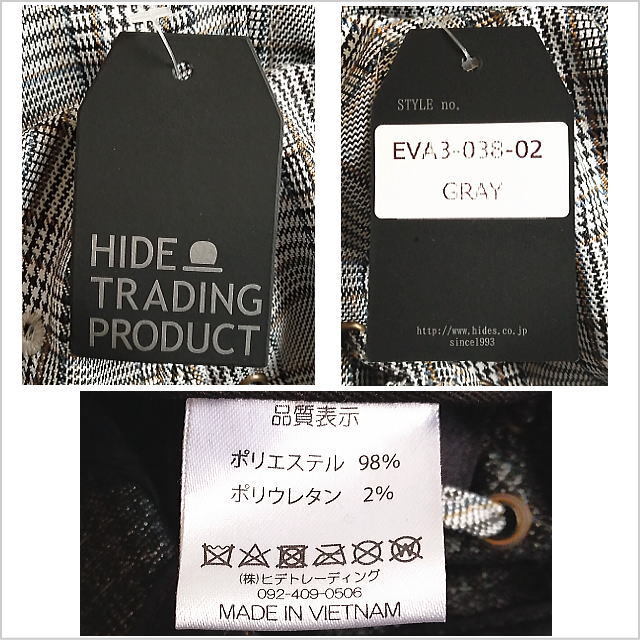 HIDE
TRADING
PRODUCT
STYLE no.
EVA3-038-02
GRAY
http://www.hides.co.jp
since1993
品質表示
ポリエステル 98%
ポリウレタン 2%
(株)ヒデトレーディング
092-409-0506
MADE IN VIETNAM